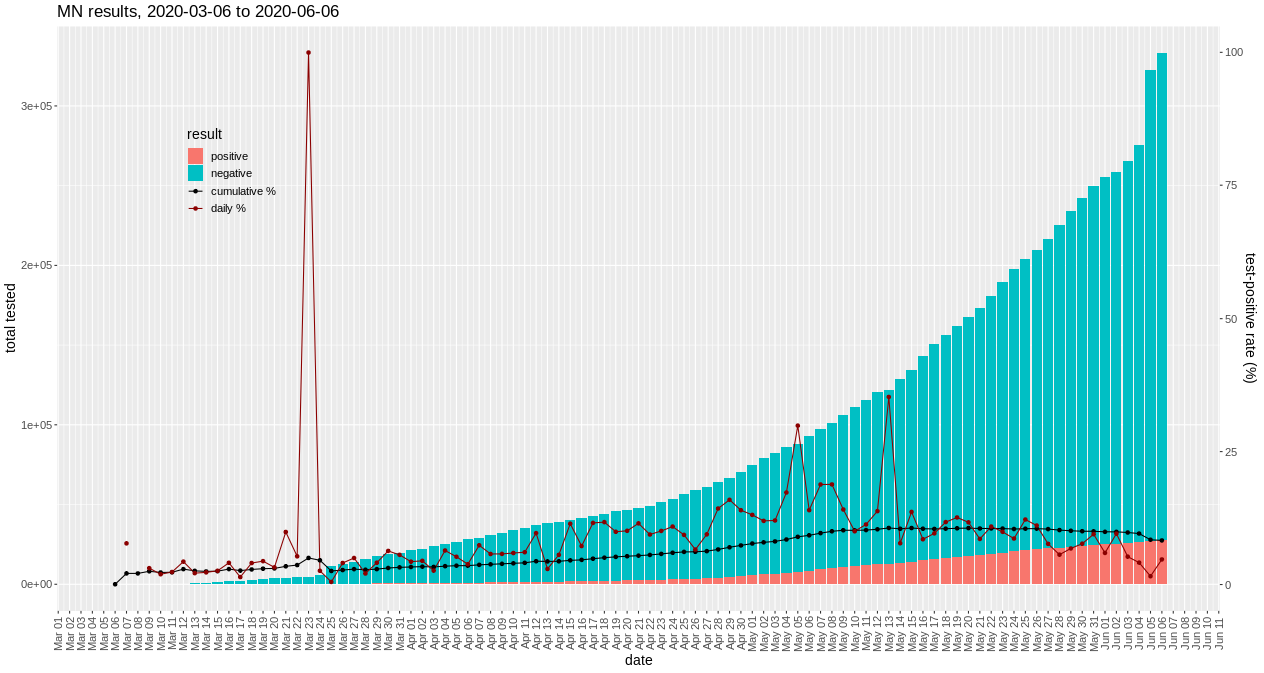 MN results, 2020-03-06 to 2020-06-06
3e+05
2e+05
1e+05
0e+00
total tested
result
positive
negative
cumulative %
daily %
100
75
50
25
0
test-positive rate (%)
Mar 01
Mar 02
Mar 03
Mar 04
Mar 05
Mar 06
Mar 07
Mar 08
Mar 09
Mar 10
Mar 11
Mar 12
Mar 13
Mar 14
Mar 15
Mar 16
Mar 17
Mar 18
Mar 19
Mar 20
Mar 21
Mar 22
Mar 23
Mar 24
Mar 25
Mar 26
Mar 27
Mar 28
Mar 29
Mar 30
Mar 31
Apr 01
Apr 02
Apr 03
Apr 04
Apr 05
Apr 06
Apr 07
Apr 08
Apr 09
Apr 10
Apr 11
Apr 12
Apr 13
Apr 14
Apr 15
Apr 16
Apr 17
Apr 18
Apr 19
Apr 20
Apr 21
Apr 22
Apr 23
Apr 24
Apr 25
Apr 26
Apr 27
Apr 28
Apr 29
Apr 30
May 01
May 02
May 03
May 04
May 05
May 06
May 07
May 08
May 09
May 10
May 11
May 12
May 13
May 14
May 15
May 16
May 17
May 18
May 19
May 20
May 21
May 22
May 23
May 24
May 25
May 26
May 27
May 28
May 29
May 30
May 31
Jun 01
Jun 02
Jun 03
Jun 04
Jun 05
Jun 06
Jun 07
Jun 08
Jun 09
Jun 10
Jun 11
date